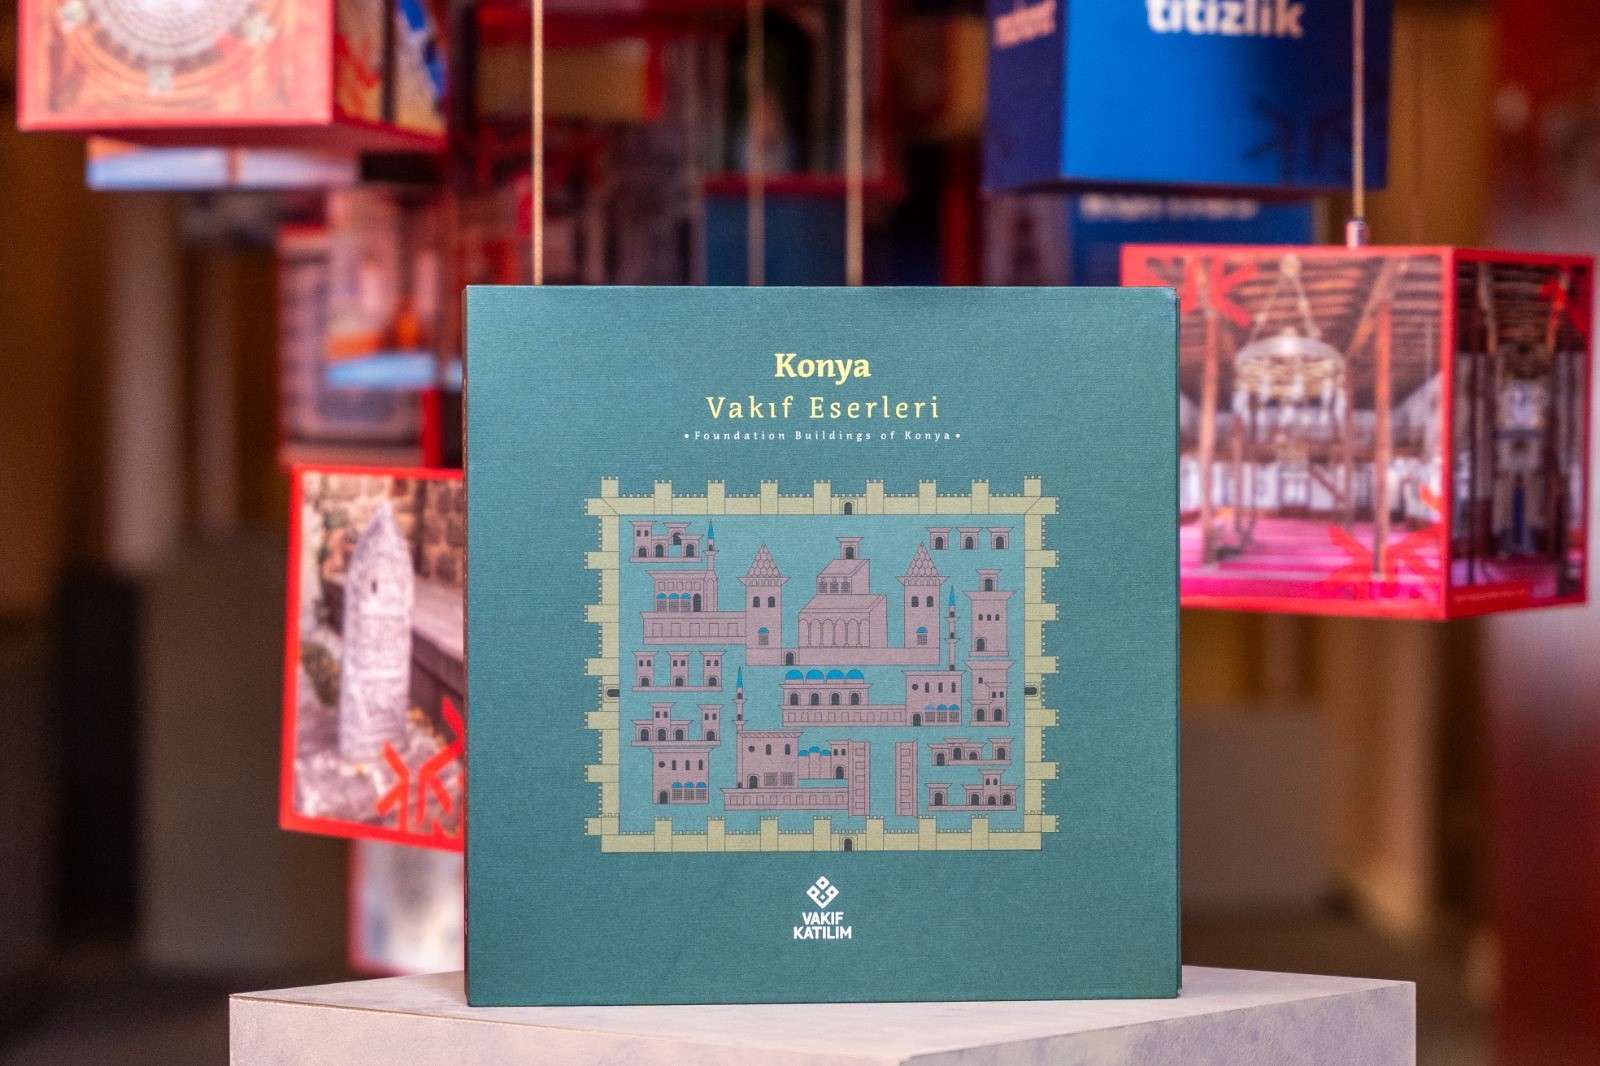 titizlik
Konya
Vakıf Eserleri
•Foundation Buildings of Konya•
VAKIF
KATILIM